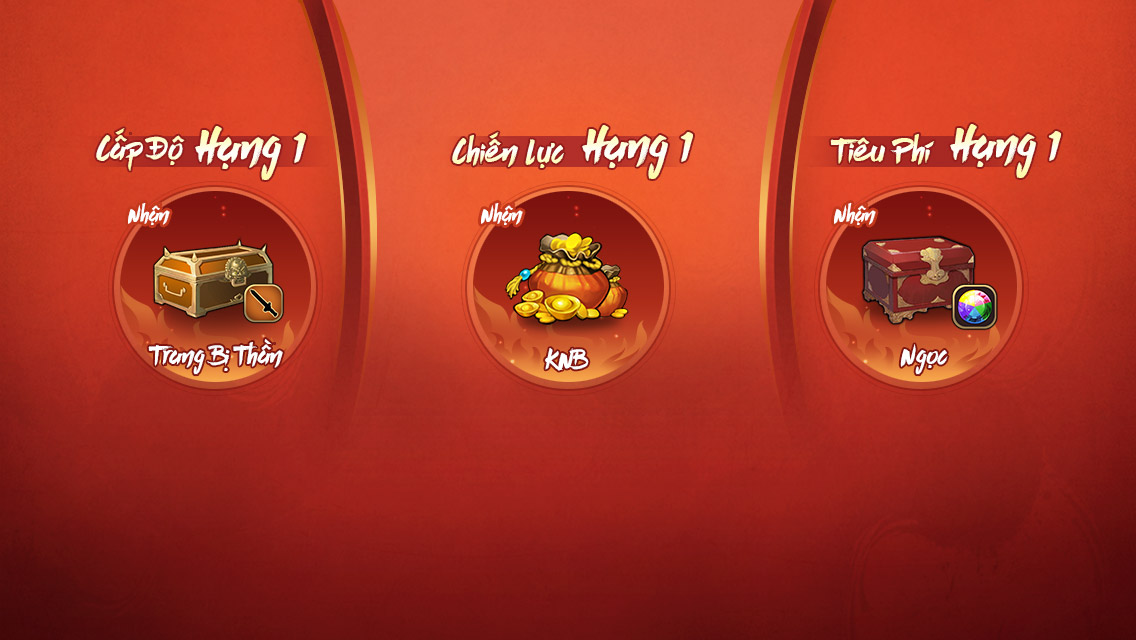 Cấp Độ Hạng 1
Nhận
Trang Bị Thần
Chiến Lực Hạng 1
Nhận
KNB
Tiêu Phí Hạng 1
Nhận
Ngọc